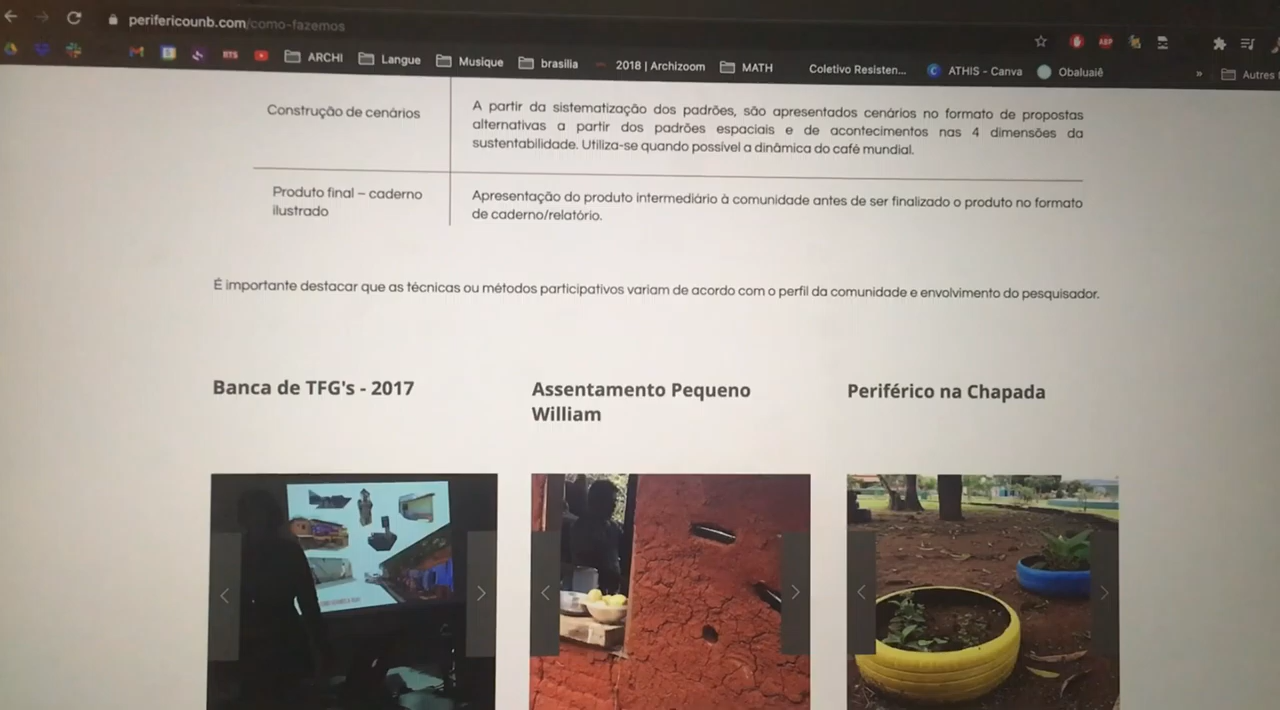 perifericounb.com/como-fazemos
RTS
ARCHI
Langue
Musique
brasilia
2018 | Archizoom
MATH
Coletivo Resisten...
ATHIS - Canva
Obaluaiê
»
Autres
Construção de cenários
A partir da sistematização dos padrões, são apresentados cenários no formato de propostas
alternativas a partir dos padrões espaciais e de acontecimentos nas 4 dimensões da
sustentabilidade. Utiliza-se quando possível a dinâmica do café mundial.
Produto final – caderno
ilustrado
Apresentação do produto intermediário à comunidade antes de ser finalizado o produto no formato
de caderno/relatório.
É importante destacar que as técnicas ou métodos participativos variam de acordo com o perfil da comunidade e envolvimento do pesquisador.
Banca de TFG's - 2017
Assentamento Pequeno
William
Periférico na Chapada